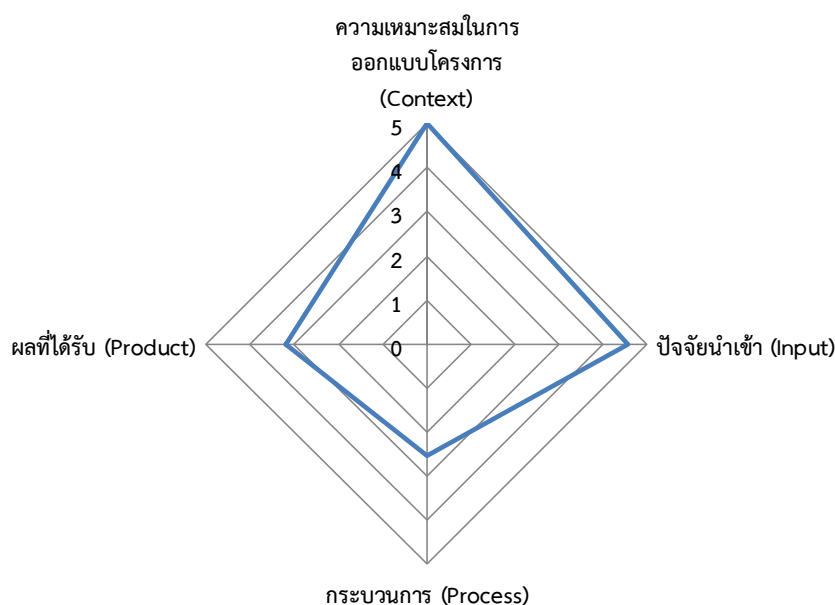 ความเหมาะสมในการ
ออกแบบโครงการ
(Context)
5
4
3
2
1
0
ผลที่ได้รับ (Product)
ปัจจัยนำเข้า (Input)
กระบวนการ (Process)